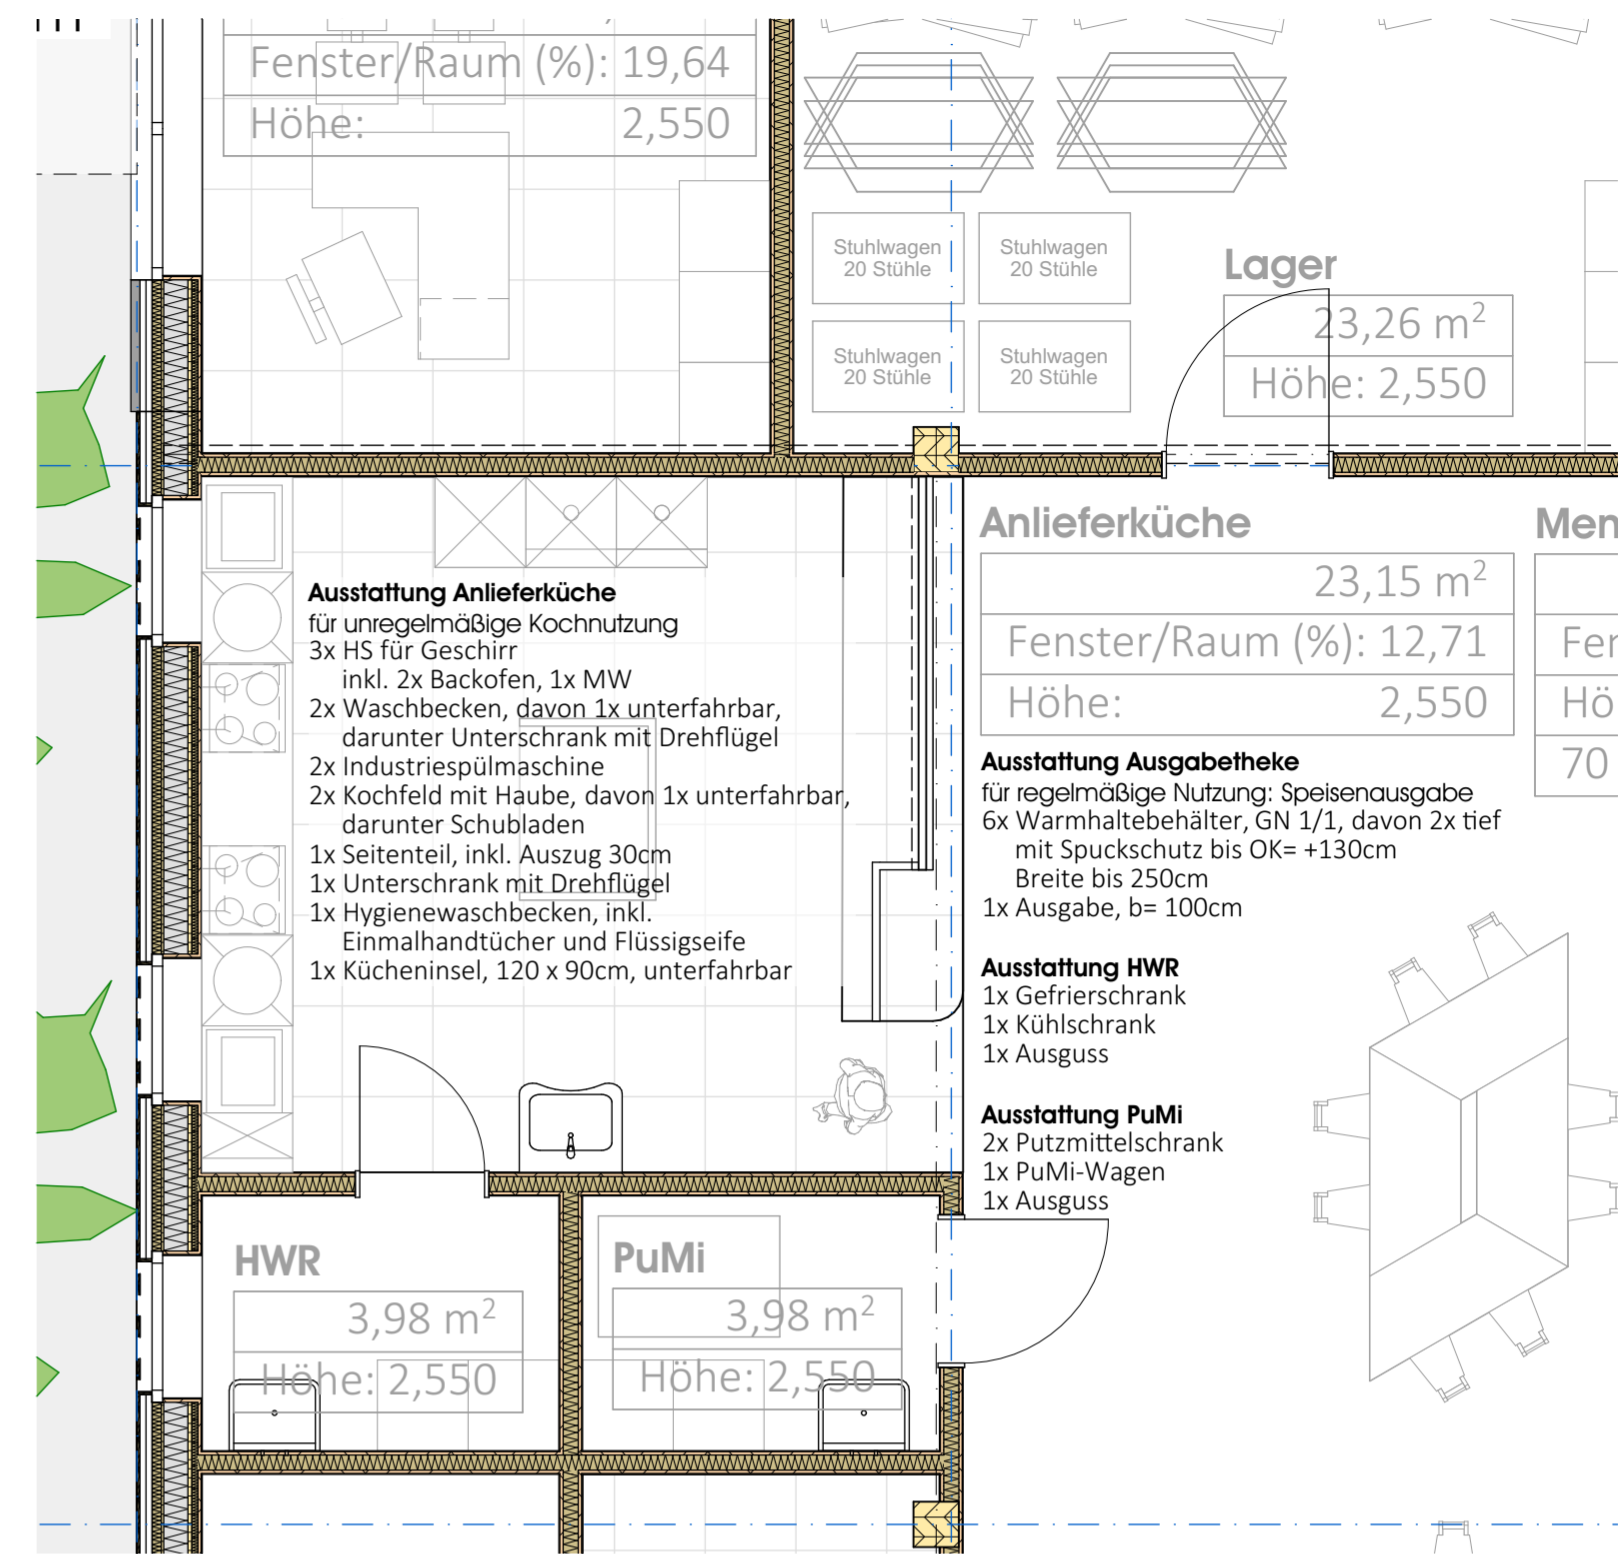 Fenster/Raum (%): 19,64
Höhe: 2,550
Stuhlwagen
20 Stühle
Stuhlwagen
20 Stühle
Stuhlwagen
20 Stühle
Stuhlwagen
20 Stühle
Lager
23,26 m²
Höhe: 2,550
Ausstattung Anlieferküche
für unregelmäßige Kochnutzung
3x HS für Geschirr
inkl. 2x Backofen, 1x MW
2x Waschbecken, davon 1x unterfahrbar,
darunter Unterschrank mit Drehflügel
2x Industriespülmaschine
2x Kochfeld mit Haube, davon 1x unterfahrbar,
darunter Schubladen
1x Seitenteil, inkl. Auszug 30cm
1x Unterschrank mit Drehflügel
1x Hygienewaschbecken, inkl.
Einmalhandtücher und Flüssigseife
1x Kücheninsel, 120 x 90cm, unterfahrbar
Anlieferküche
23,15 m²
Fenster/Raum (%): 12,71
Höhe: 2,550
Men
Fen
Hö
70
Ausstattung Ausgabetheke
für regelmäßige Nutzung: Speisenausgabe
6x Warmhaltebehälter, GN 1/1, davon 2x tief
mit Spuckschutz bis OK= +130cm
Breite bis 250cm
1x Ausgabe, b= 100cm
Ausstattung HWR
1x Gefrierschrank
1x Kühlschrank
1x Ausguss
Ausstattung PuMi
2x Putzmittelschrank
1x PuMi-Wagen
1x Ausguss
HWR
3,98 m²
Höhe: 2,550
PuMi
3,98 m²
Höhe: 2,550